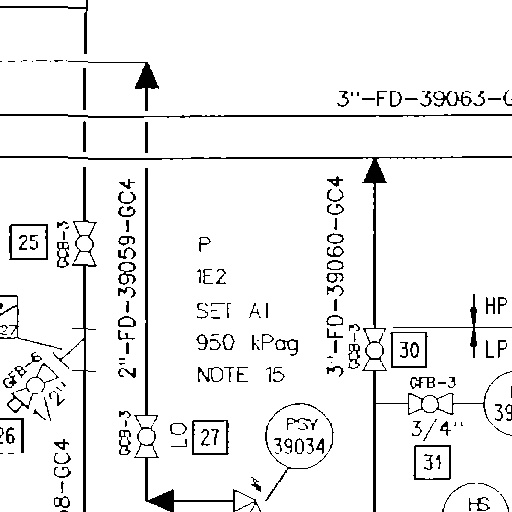 3"-FD-39063-G
25
GCB-3
2"-FD-39059-GC4
3"-FD-39060-GC4
P
1E2
SET AT
950 kPag
NOTE 15
HP
LP
GCB-3
30
27
GFB-6
1/2"
GFB-3
3/4"
39
31
26
8-GC4
GCB-3
LO
27
PSV
39034
HS